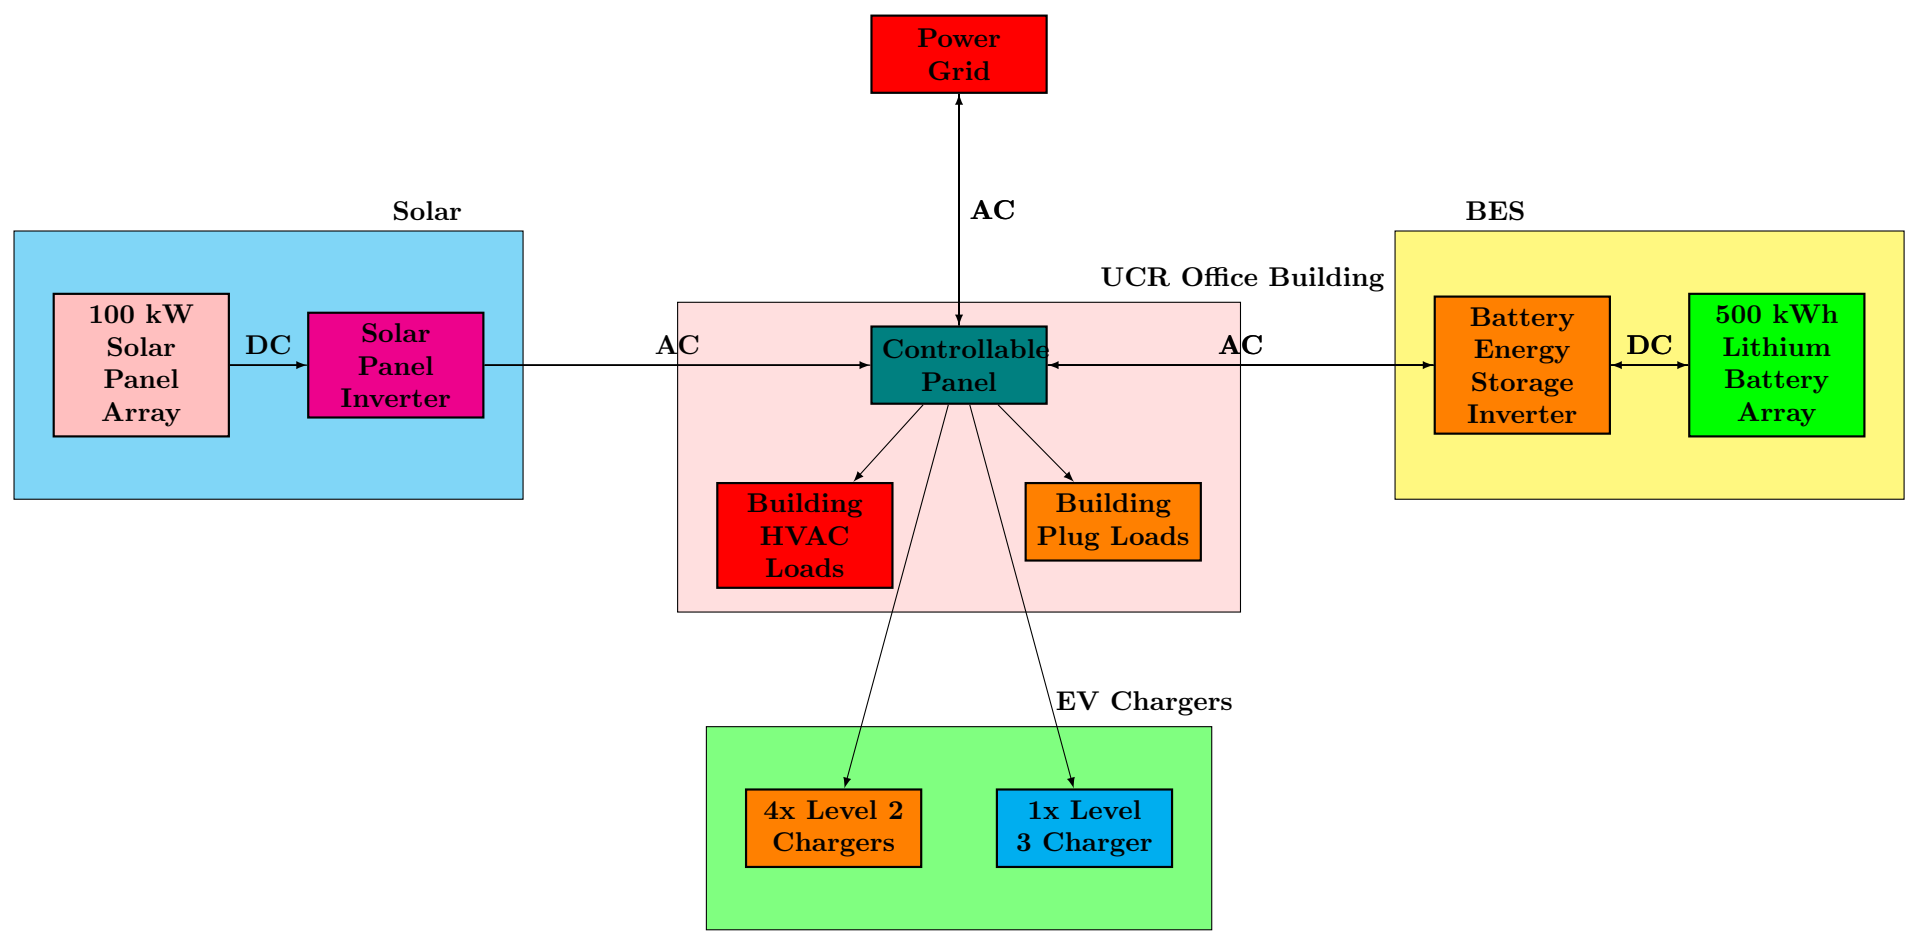 Power
Grid
AC
Solar
BES
UCR Office Building
100 kW
Solar
Panel
Array
DC
Solar
Panel
Inverter
AC
Controllable
Panel
AC
Battery
Energy
Storage
Inverter
DC
500 kWh
Lithium
Battery
Array
Building
HVAC
Loads
Building
Plug Loads
EV Chargers
4x Level 2
Chargers
1x Level
3 Charger